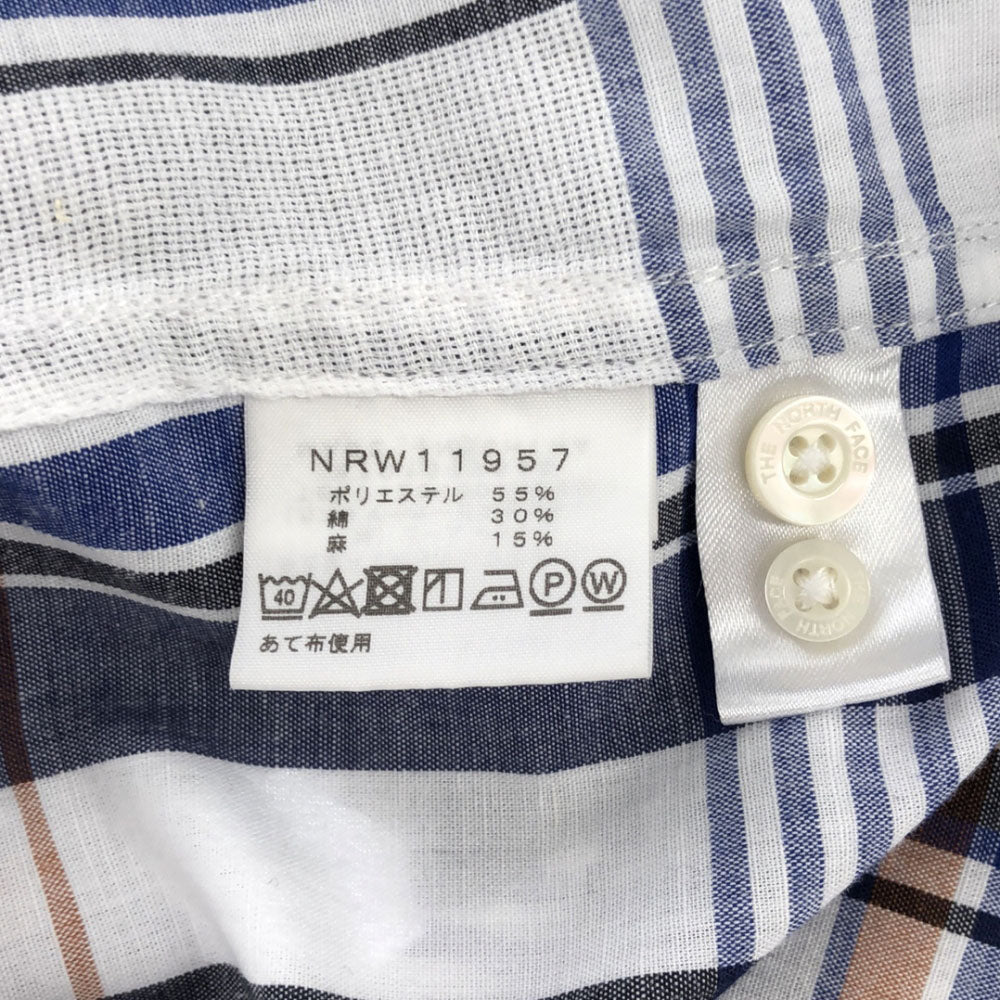 NRW11957
ポリエステル 55%
綿 30%
麻 15%
40 P W
あて布使用
THE NORTH FACE
THE NORTH FACE